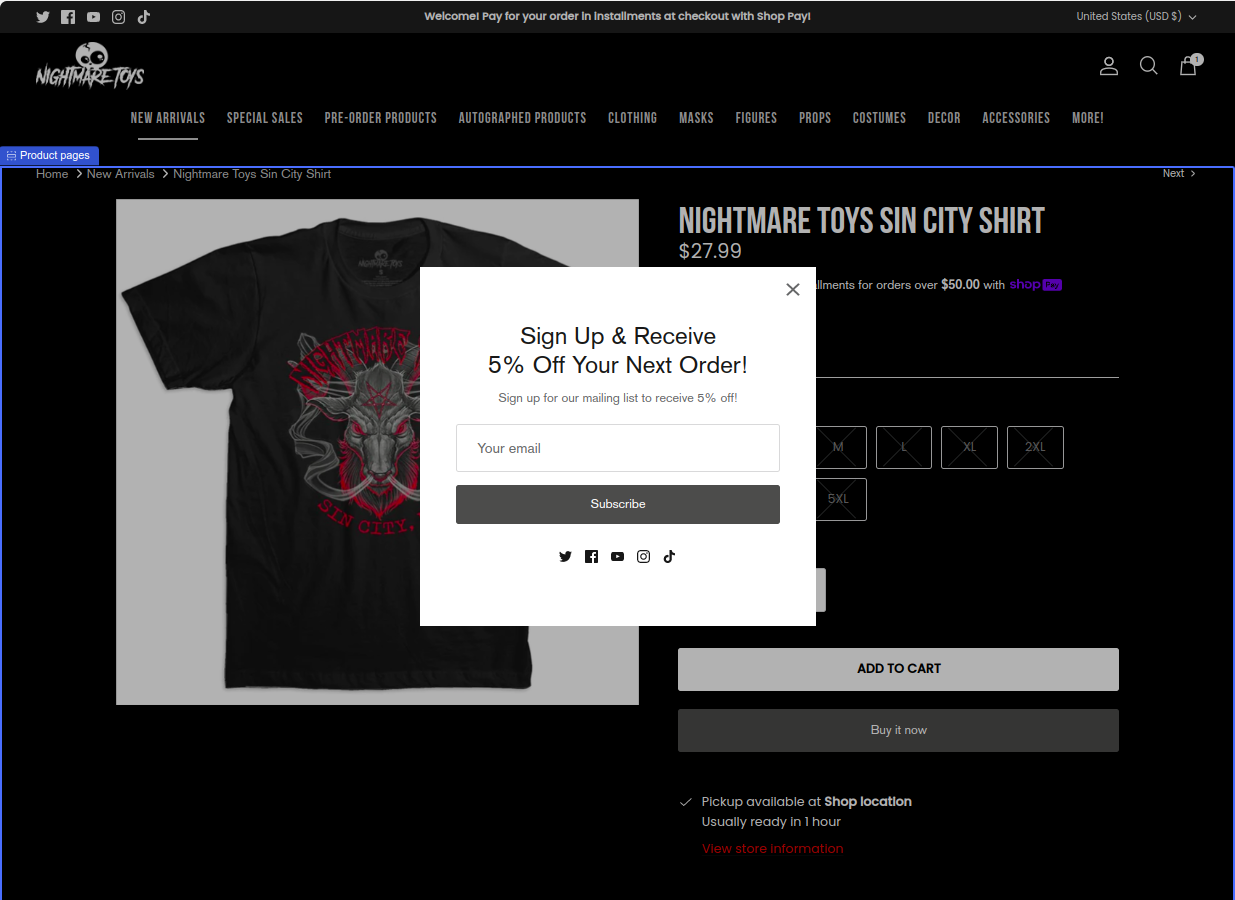 Welcome! Pay for your order in installments at checkout with Shop Pay!
United States (USD $)
NIGHTMARE TOYS
1
NEW ARRIVALS SPECIAL SALES PRE-ORDER PRODUCTS AUTOGRAPHED PRODUCTS CLOTHING MASKS FIGURES PROPS COSTUMES DECOR ACCESSORIES MORE!
Product pages
Home > New Arrivals > Nightmare Toys Sin City Shirt
Next >
NIGHTMARE TOYS SIN CITY SHIRT
$27.99
llments for orders over $50.00 with shop Pay
NIGHTMARE TOYS
NIGHTMARE
SIN CITY,
Sign Up & Receive
5% Off Your Next Order!
Sign up for our mailing list to receive 5% off!
Your email
Subscribe
M L XL 2XL
5XL
ADD TO CART
Buy it now
Pickup available at Shop location
Usually ready in 1 hour
View store information